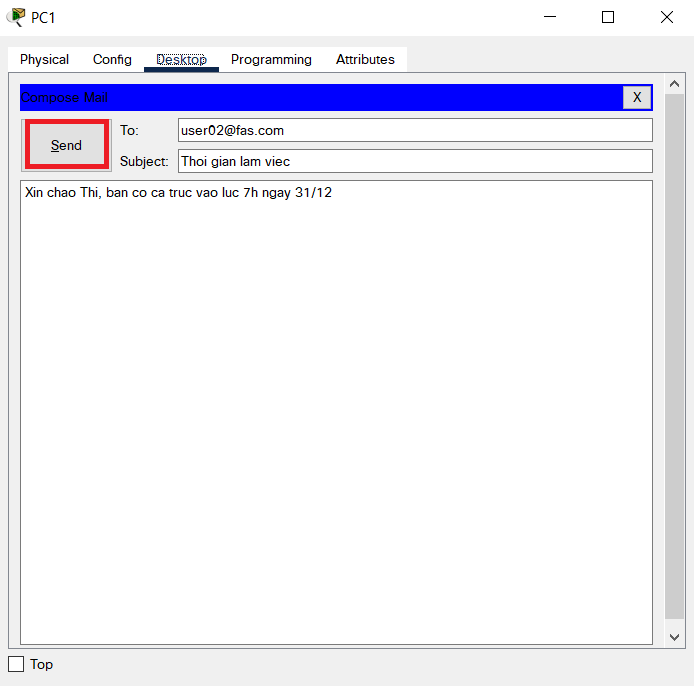 PC1
Physical Config Desktop Programming Attributes
Compose Mail X
Send
To: user02@fas.com
Subject: Thoi gian lam viec
Xin chao Thi, ban co ca truc vao luc 7h ngay 31/12
Top